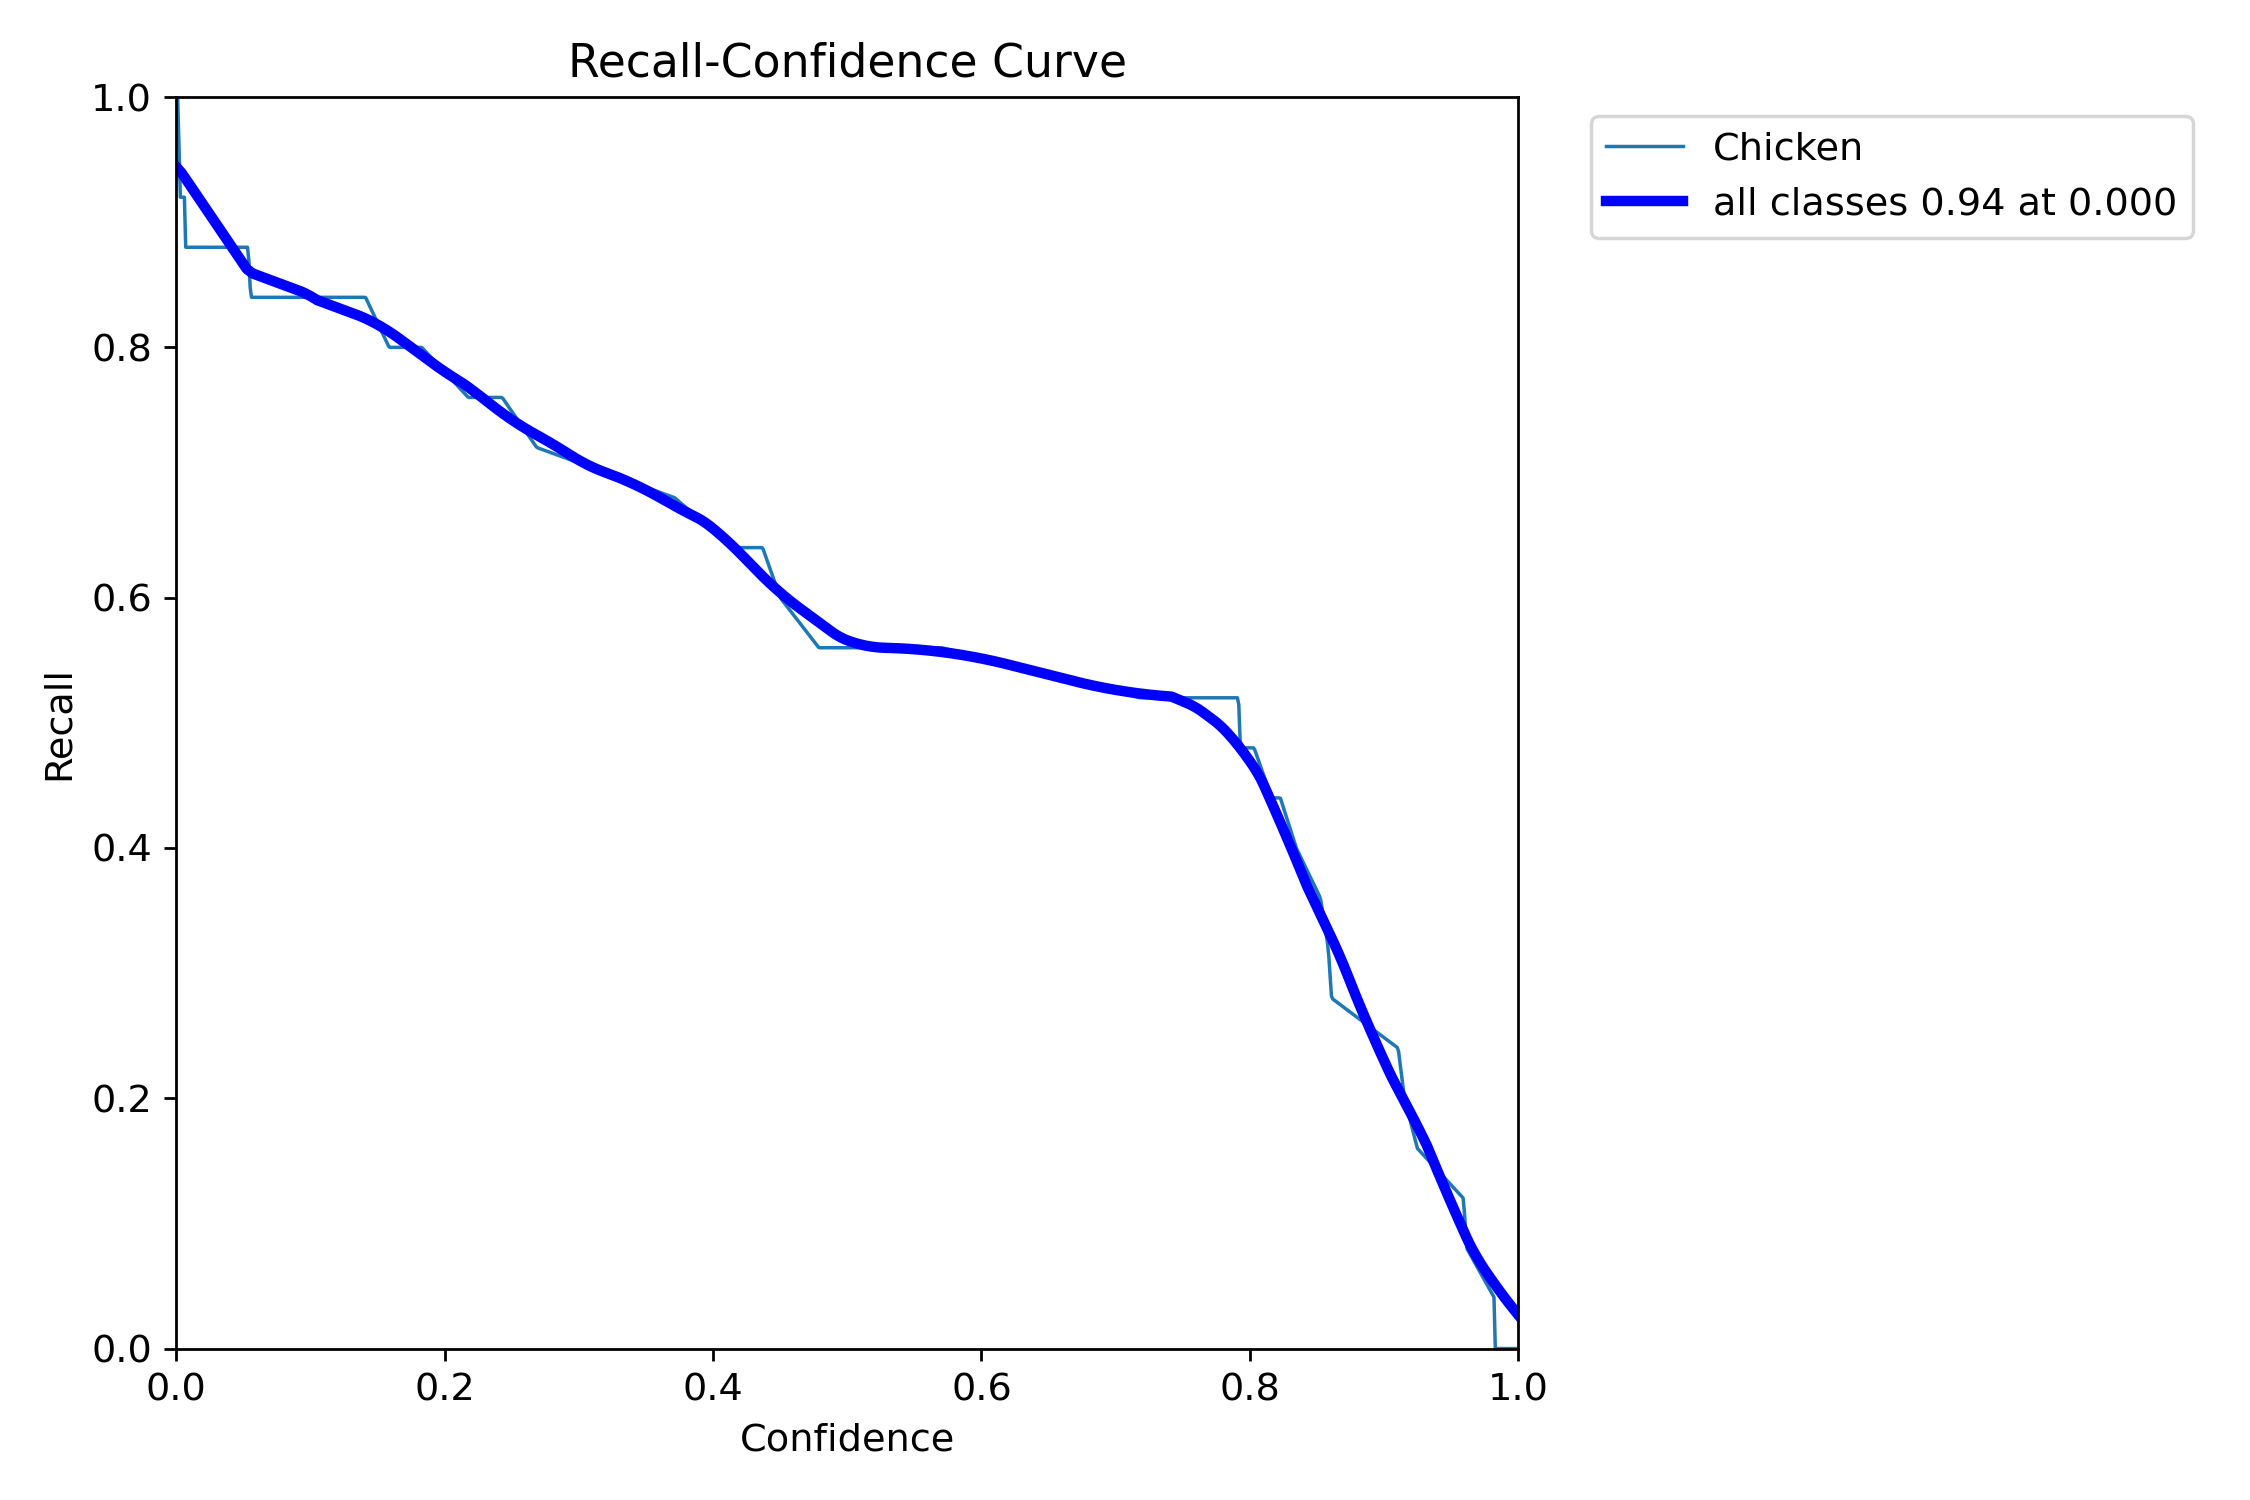 Recall-Confidence Curve
1.0
0.8
0.6
0.4
0.2
0.0
Recall
0.0 0.2 0.4 0.6 0.8 1.0
Confidence
Chicken
all classes 0.94 at 0.000